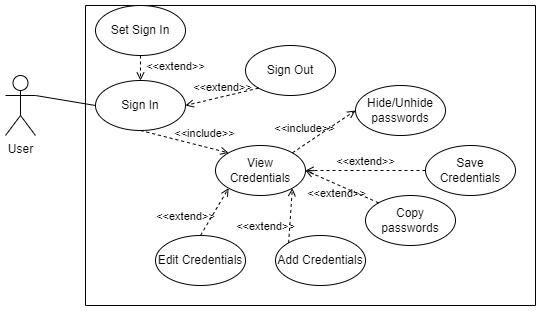 Set Sign In
<<extend>>
Sign Out
<<extend>>
Sign In
User
<<include>>
<<include>>
Hide/Unhide
passwords
View
Credentials
<<extend>>
Save
Credentials
<<extend>>
Copy
passwords
<<extend>>
<<extend>>
Edit Credentials
Add Credentials